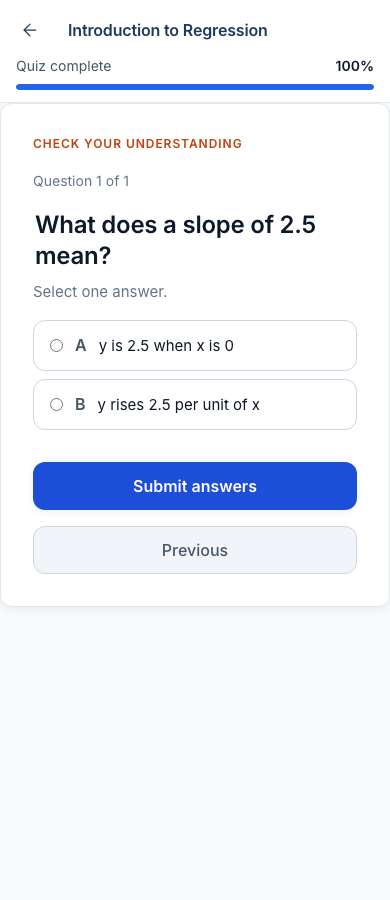 Introduction to Regression
Quiz complete 100%
CHECK YOUR UNDERSTANDING
Question 1 of 1
What does a slope of 2.5
mean?
Select one answer.
A y is 2.5 when x is 0
B y rises 2.5 per unit of x
Submit answers
Previous